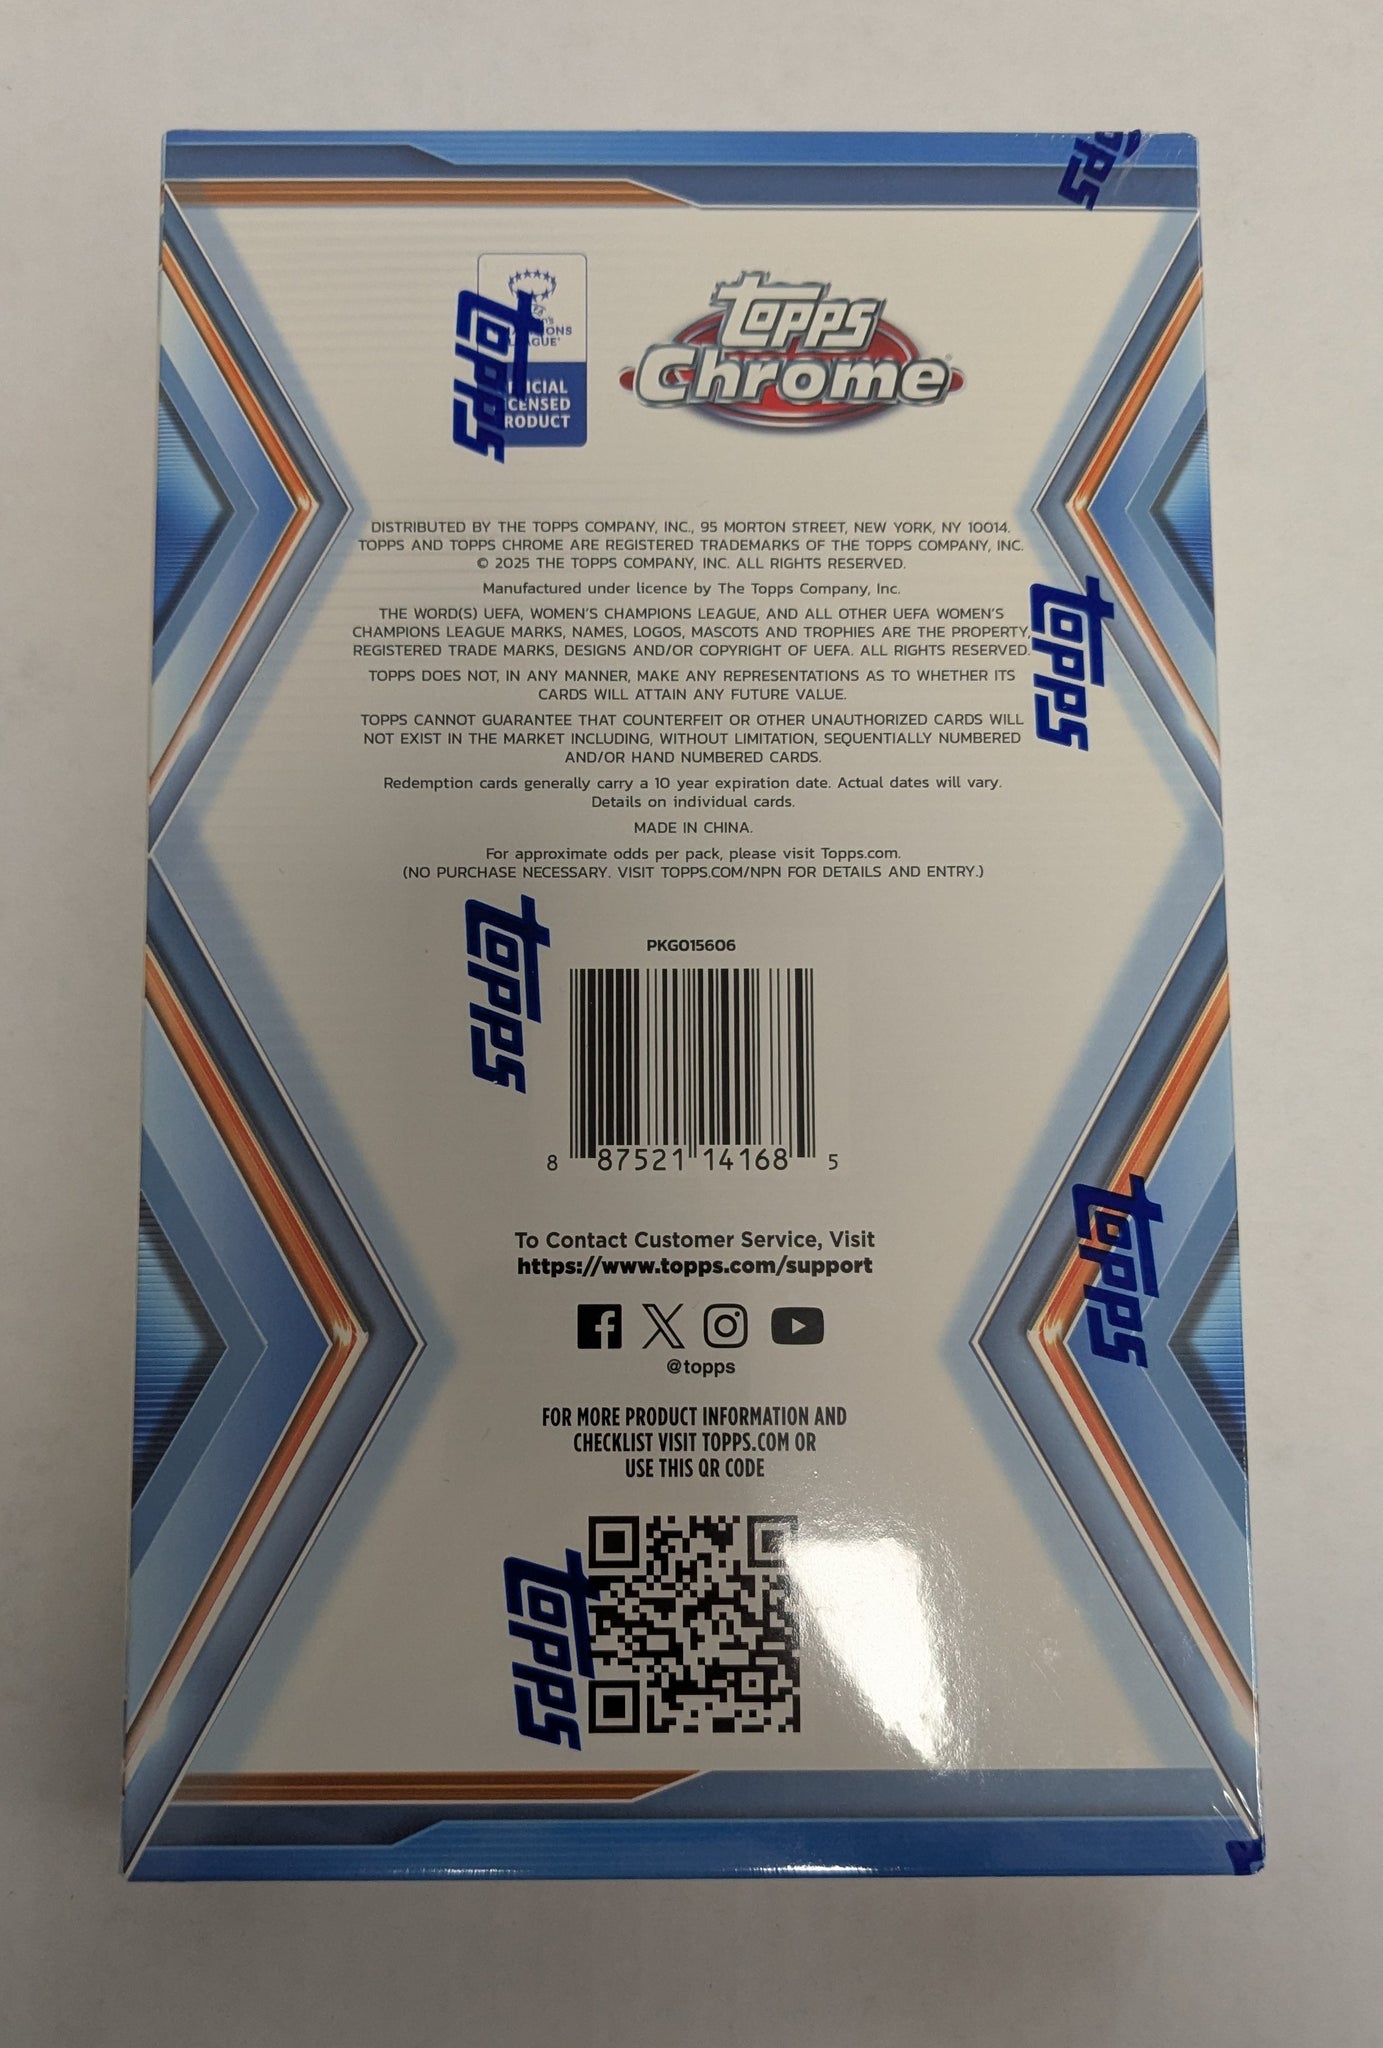 topps
UEFA
CHAMPIONS
LEAGUE
OFFICIAL
LICENSED
PRODUCT
topps
topps
Chrome
DISTRIBUTED BY THE TOPPS COMPANY, INC., 95 MORTON STREET, NEW YORK, NY 10014.
TOPPS AND TOPPS CHROME ARE REGISTERED TRADEMARKS OF THE TOPPS COMPANY, INC.
© 2025 THE TOPPS COMPANY, INC. ALL RIGHTS RESERVED.
Manufactured under licence by The Topps Company, Inc.
THE WORD(S) UEFA, WOMEN'S CHAMPIONS LEAGUE, AND ALL OTHER UEFA WOMEN'S
CHAMPIONS LEAGUE MARKS, NAMES, LOGOS, MASCOTS AND TROPHIES ARE THE PROPERTY,
REGISTERED TRADE MARKS, DESIGNS AND/OR COPYRIGHT OF UEFA. ALL RIGHTS RESERVED.
topps
TOPPS DOES NOT, IN ANY MANNER, MAKE ANY REPRESENTATIONS AS TO WHETHER ITS
CARDS WILL ATTAIN ANY FUTURE VALUE.
TOPPS CANNOT GUARANTEE THAT COUNTERFEIT OR OTHER UNAUTHORIZED CARDS WILL
NOT EXIST IN THE MARKET INCLUDING, WITHOUT LIMITATION, SEQUENTIALLY NUMBERED
AND/OR HAND NUMBERED CARDS.
Redemption cards generally carry a 10 year expiration date. Actual dates will vary.
Details on individual cards.
MADE IN CHINA.
For approximate odds per pack, please visit Topps.com.
(NO PURCHASE NECESSARY. VISIT TOPPS.COM/NPN FOR DETAILS AND ENTRY.)
topps
PKG015606
8 87521 14168 5
To Contact Customer Service, Visit
https://www.topps.com/support
topps
@topps
FOR MORE PRODUCT INFORMATION AND
CHECKLIST VISIT TOPPS.COM OR
USE THIS QR CODE
topps